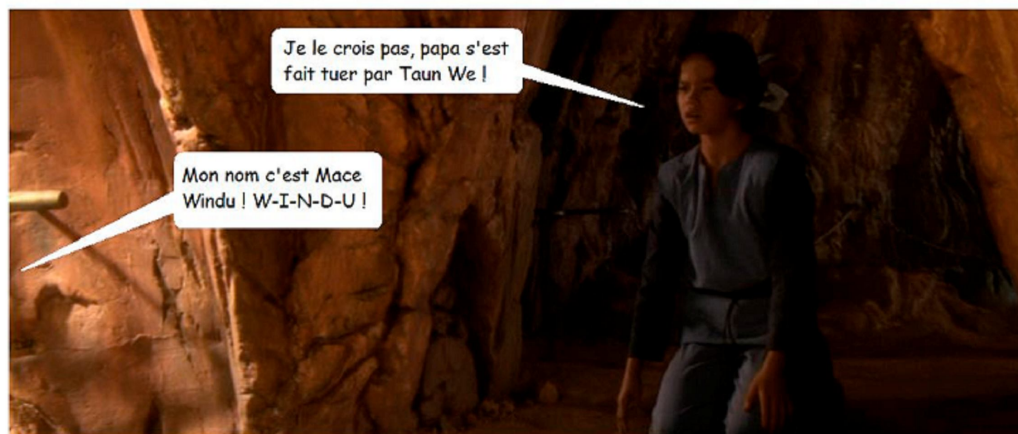 Je le crois pas, papa s'est
fait tuer par Taun We !
Mon nom c'est Mace
Windu ! W-I-N-D-U !